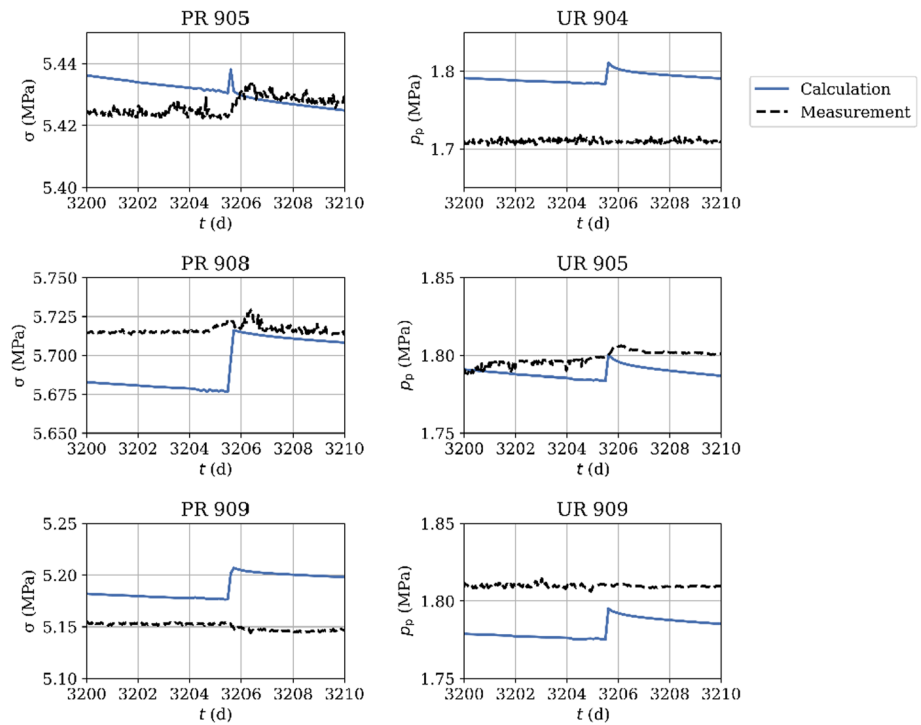 PR 905
5.44
5.42
5.40
σ (MPa)
3200 3202 3204 3206 3208 3210
t (d)
UR 904
1.8
1.7
pp (MPa)
3200 3202 3204 3206 3208 3210
t (d)
Calculation
Measurement
PR 908
5.750
5.725
5.700
5.675
5.650
σ (MPa)
3200 3202 3204 3206 3208 3210
t (d)
UR 905
1.85
1.80
1.75
pp (MPa)
3200 3202 3204 3206 3208 3210
t (d)
PR 909
5.25
5.20
5.15
5.10
σ (MPa)
3200 3202 3204 3206 3208 3210
t (d)
UR 909
1.85
1.80
1.75
pp (MPa)
3200 3202 3204 3206 3208 3210
t (d)